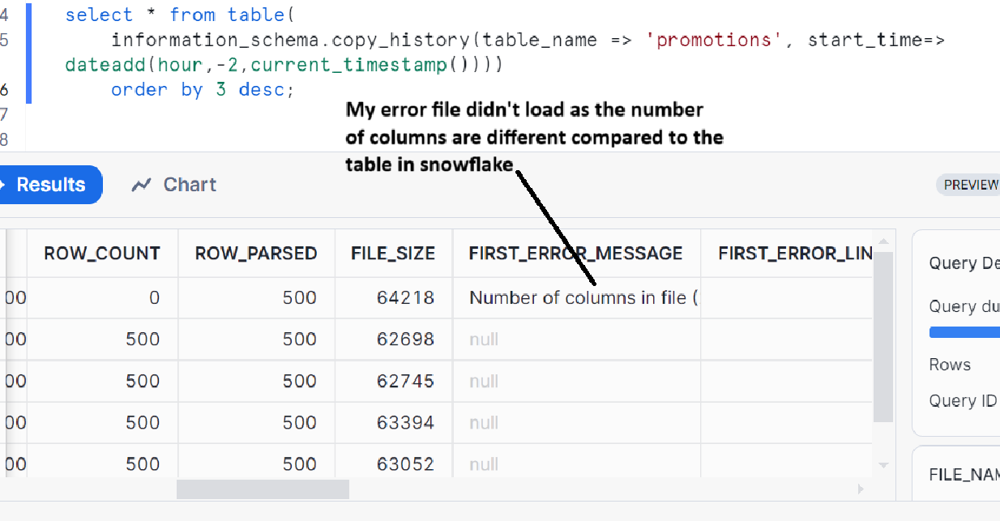 4 select * from table(
5 information_schema.copy_history(table_name => 'promotions', start_time=>
dateadd(hour,-2,current_timestamp())))
6 order by 3 desc;
7
8
My error file didn't load as the number
of columns are different compared to the
table in snowflake
Results Chart PREVIEW
ROW_COUNT ROW_PARSED FILE_SIZE FIRST_ERROR_MESSAGE FIRST_ERROR_LIN
00 0 500 64218 Number of columns in file (
00 500 500 62698 null
00 500 500 62745 null
00 500 500 63394 null
00 500 500 63052 null
Query De
Query du
Rows
Query ID
FILE_NAM